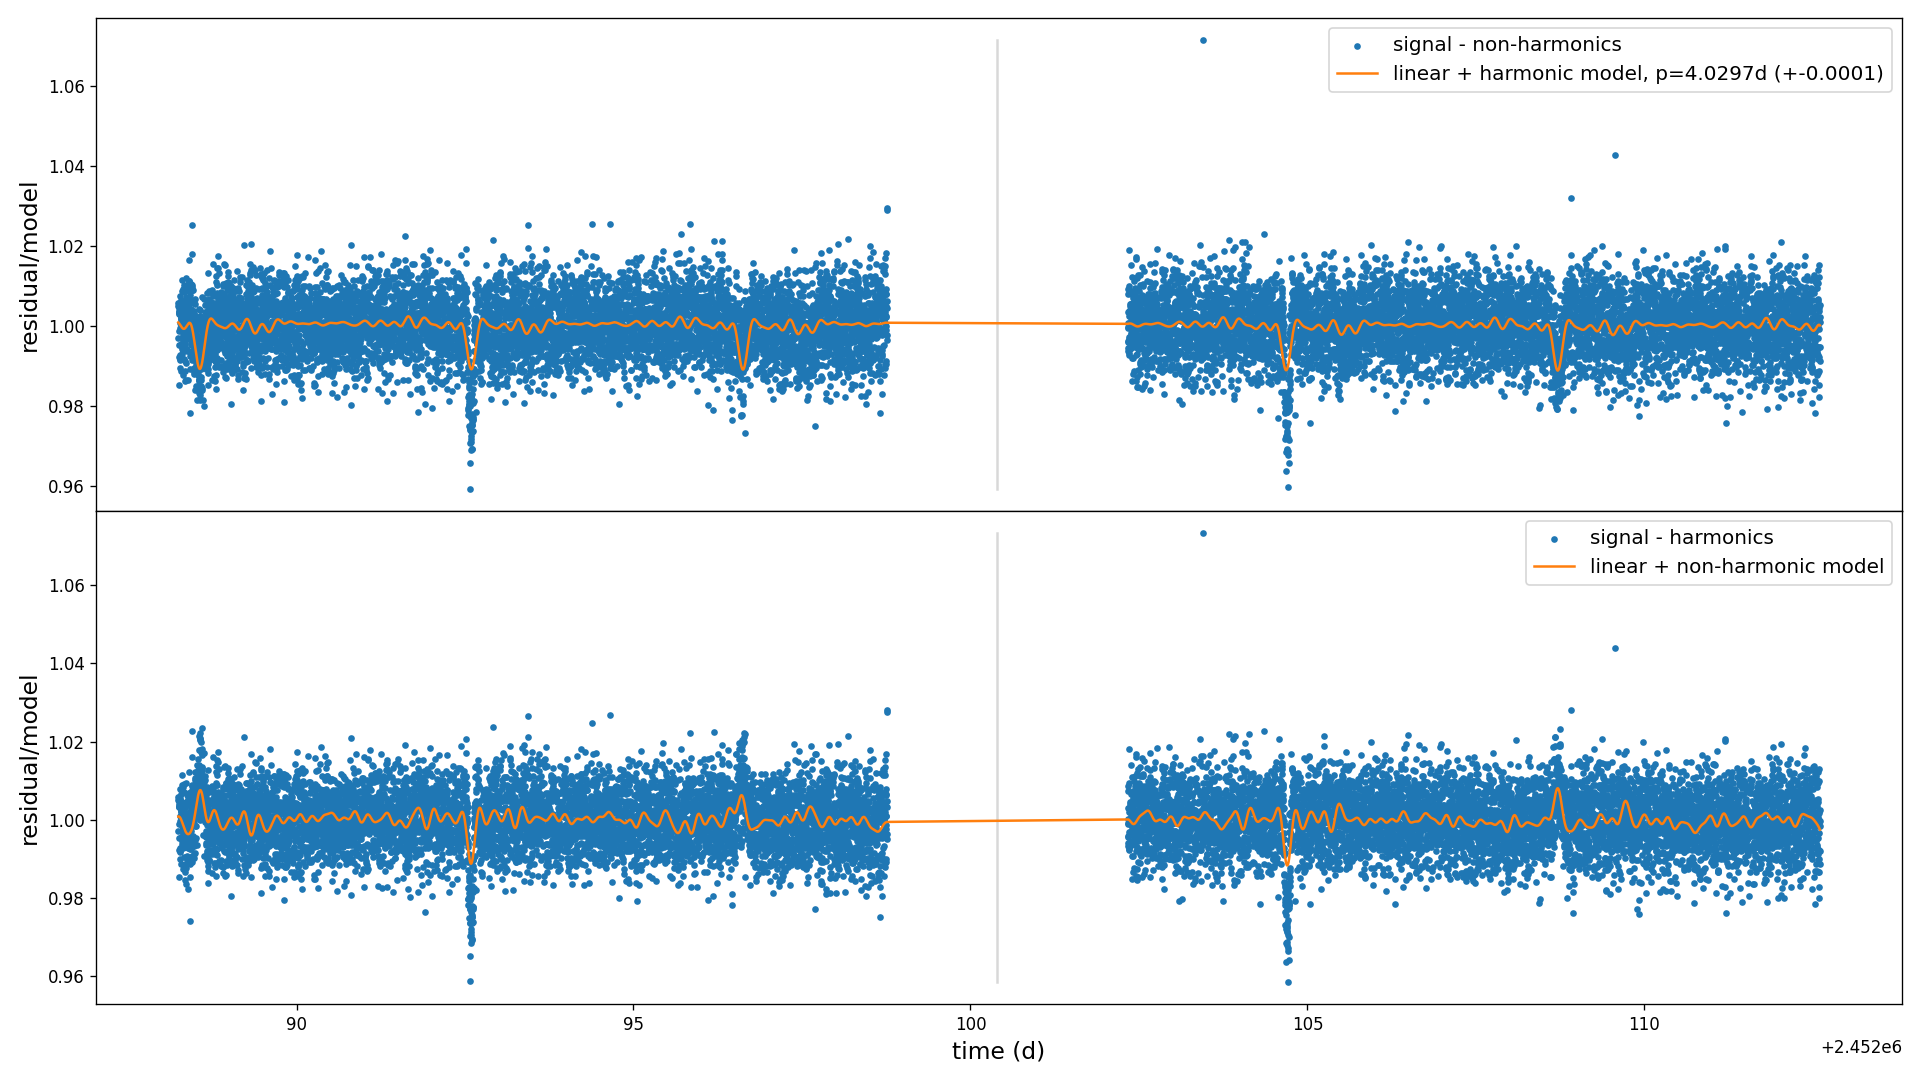 signal - non-harmonics
linear + harmonic model, p=4.0297d (+-0.0001)
residual/model
1.06
1.04
1.02
1.00
0.98
0.96
signal - harmonics
linear + non-harmonic model
residual/model
1.06
1.04
1.02
1.00
0.98
0.96
90
95
100
105
110
time (d)
+2.452e6